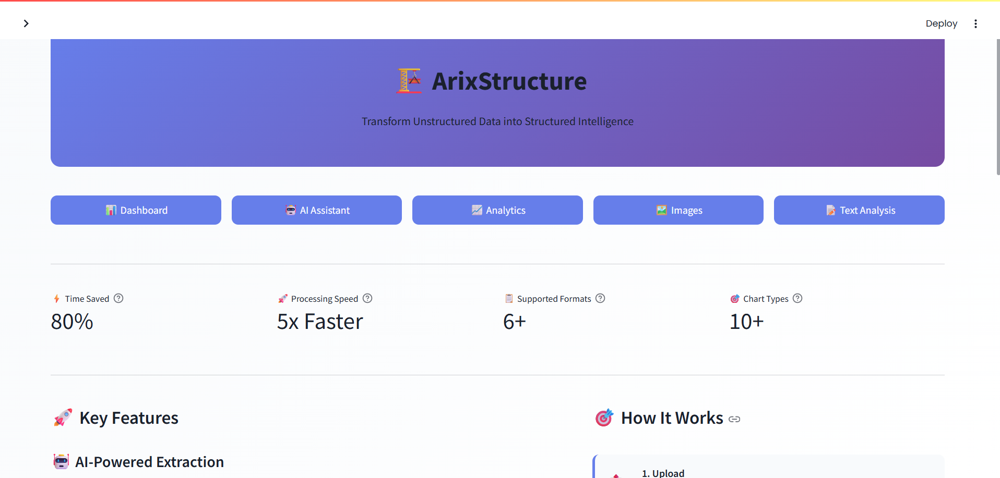 Deploy
ArixStructure
Transform Unstructured Data into Structured Intelligence
Dashboard
AI Assistant
Analytics
Images
Text Analysis
Time Saved
80%
Processing Speed
5x Faster
Supported Formats
6+
Chart Types
10+
Key Features
AI-Powered Extraction
How It Works
1. Upload